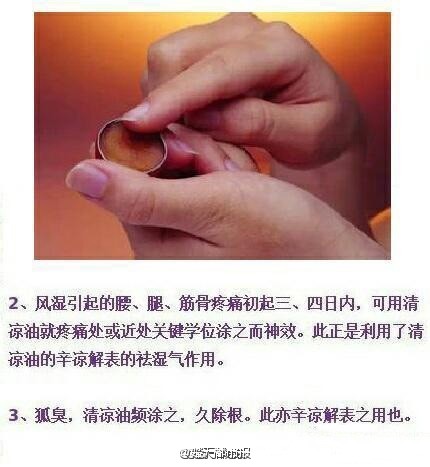 2、风湿引起的腰、腿、筋骨疼痛初起三、四日内，可用清
凉油就疼痛处或近处关键学位涂之而神效。此正是利用了清
凉油的辛凉解表的祛湿气作用。
3、狐臭，清凉油频涂之，久除根。此亦辛凉解表之用也。